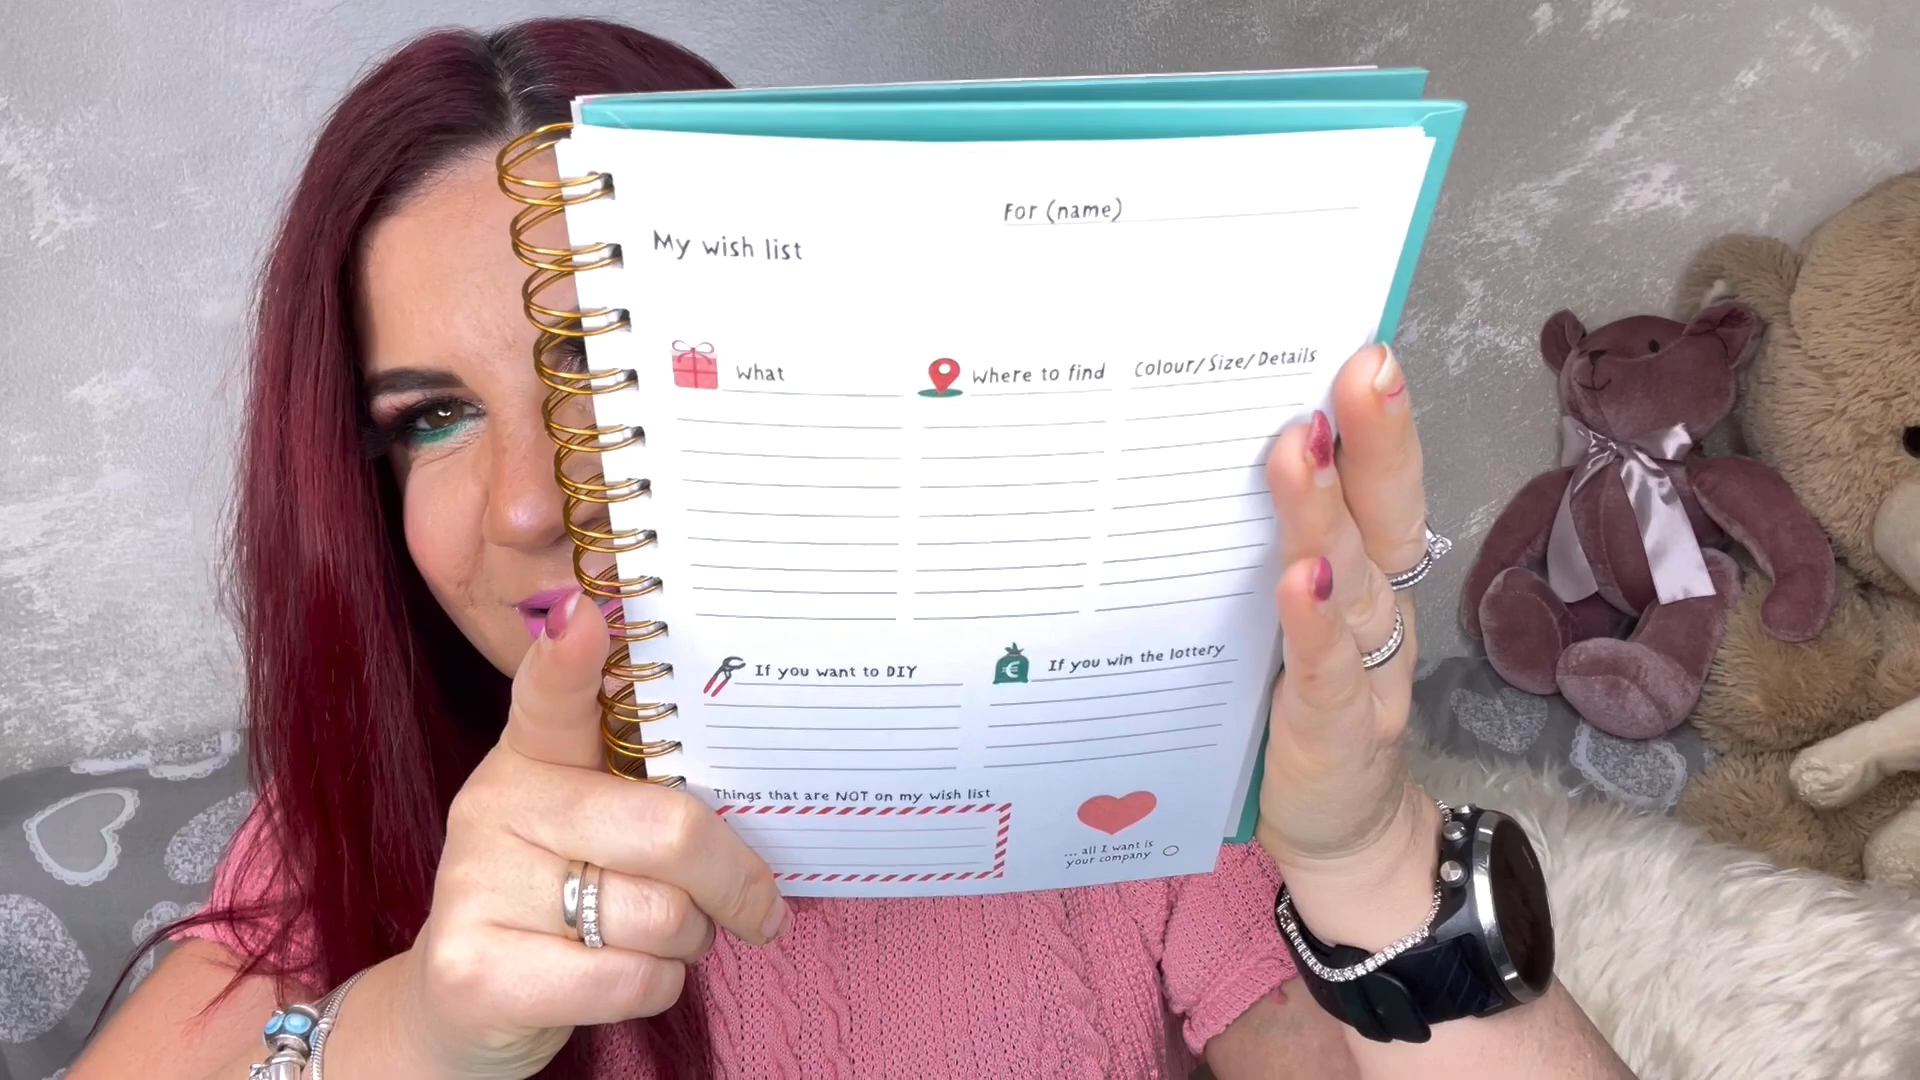 For (name)
My wish list
What
Where to find
Colour/Size/Details
If you want to DIY
€
If you win the lottery
Things that are NOT on my wish list
... all I want is
your company